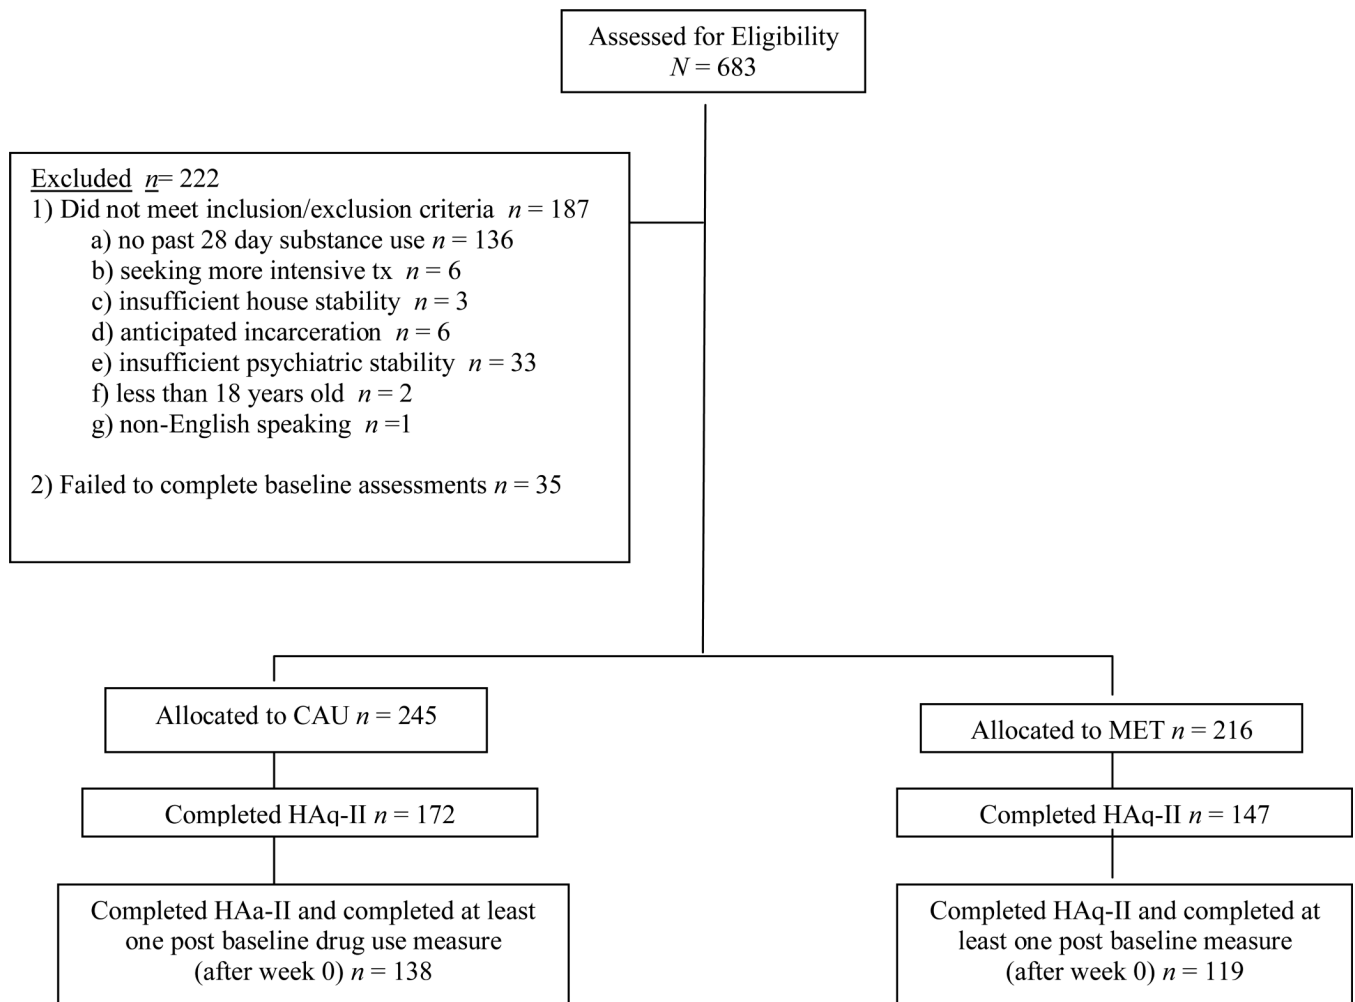 Assessed for Eligibility
N = 683
Excluded n= 222
1) Did not meet inclusion/exclusion criteria n = 187
a) no past 28 day substance use n = 136
b) seeking more intensive tx n = 6
c) insufficient house stability n = 3
d) anticipated incarceration n = 6
e) insufficient psychiatric stability n = 33
f) less than 18 years old n = 2
g) non-English speaking n =1
2) Failed to complete baseline assessments n = 35
Allocated to CAU n = 245
Completed HAq-II n = 172
Completed HAa-II and completed at least
one post baseline drug use measure
(after week 0) n = 138
Allocated to MET n = 216
Completed HAq-II n = 147
Completed HAq-II and completed at
least one post baseline measure
(after week 0) n = 119